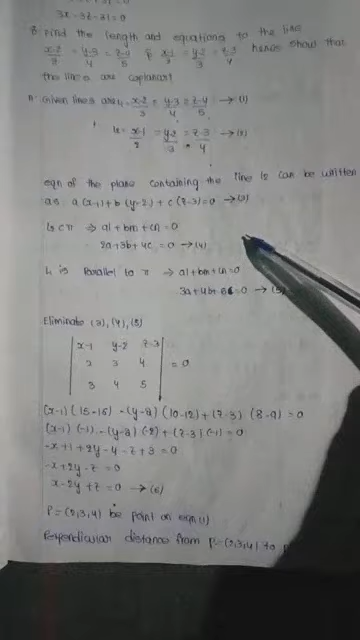 3x-3z-21=0
8. Find the length and equations to the line
x-2/3 = y-3/4 = z-4/5 & x-1/2 = y-2/3 = z-3/4 hence show that
the lines are coplanar?
A: Given lines are L₁= x-2/3 = y-3/4 = z-4/5 → (1)
L₂= x-1/2 = y-2/3 = z-3/4 → (2)
eqn of the plane containing the line L₂ can be written
as: a(x-1)+b(y-2)+c(z-3)=0 → (3)
L₂ ⊂ π ⇒ al+bm+cn=0
2a+3b+4c=0 → (4)
L₁ is parallel to π ⇒ al+bm+cn=0
3a+4b+5c=0 → (5)
Eliminate (3),(4),(5)
x-1 y-2 z-3
2 3 4 = 0
3 4 5
(x-1)(15-16)-(y-2)(10-12)+(z-3)(8-9)=0
(x-1)(-1)-(y-2)(-2)+(z-3)(-1)=0
-x+1+2y-4-z+3=0
-x+2y-z=0
x-2y+z=0 → (6)
P=(2,3,4) be point on eqn (1)
Perpendicular distance from P=(2,3,4) to